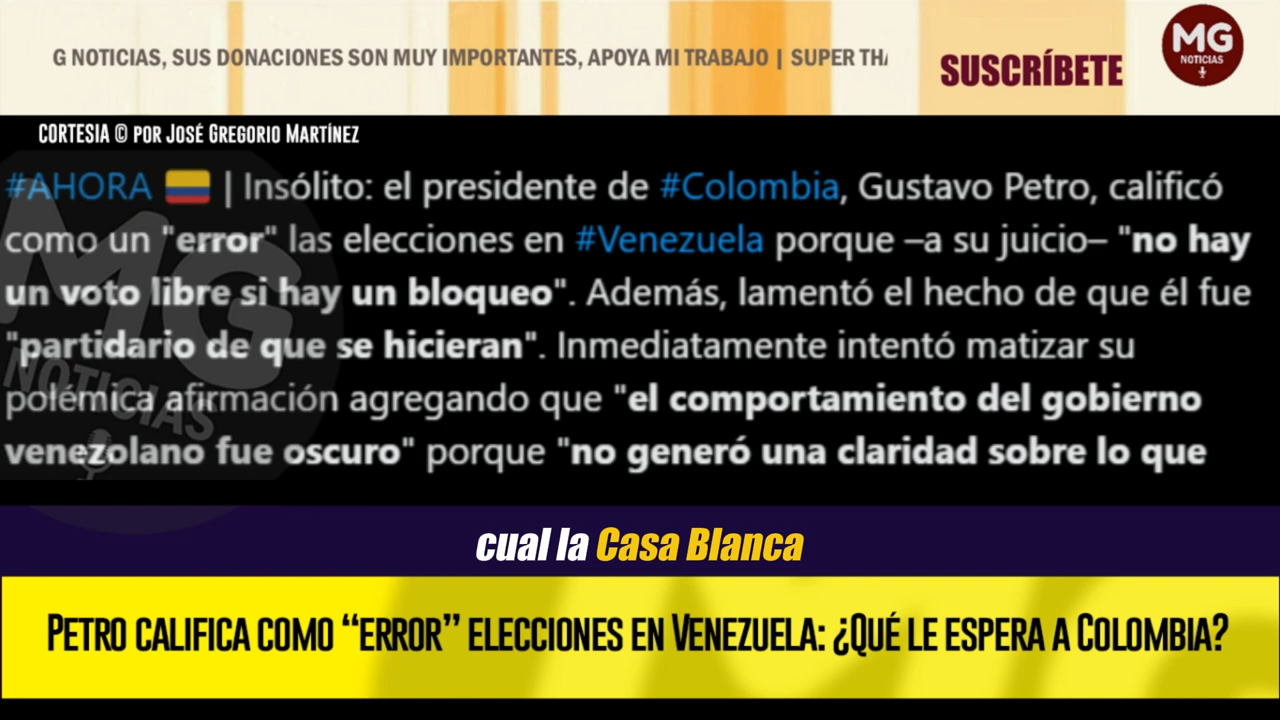 G NOTICIAS, SUS DONACIONES SON MUY IMPORTANTES, APOYA MI TRABAJO | SUPER
SUSCRÍBETE
MG
NOTICIAS
CORTESIA © POR JOSÉ GREGORIO MARTÍNEZ
#AHORA 🇨🇴 | Insólito: el presidente de #Colombia, Gustavo Petro, calificó
como un "error" las elecciones en #Venezuela porque –a su juicio– "no hay
un voto libre si hay un bloqueo". Además, lamentó el hecho de que él fue
"partidario de que se hicieran". Inmediatamente intentó matizar su
polémica afirmación agregando que "el comportamiento del gobierno
venezolano fue oscuro" porque "no generó una claridad sobre lo que
MG
NOTICIAS
cual la Casa Blanca
PETRO CALIFICA COMO “ERROR” ELECCIONES EN VENEZUELA: ¿QUÉ LE ESPERA A COLOMBIA?